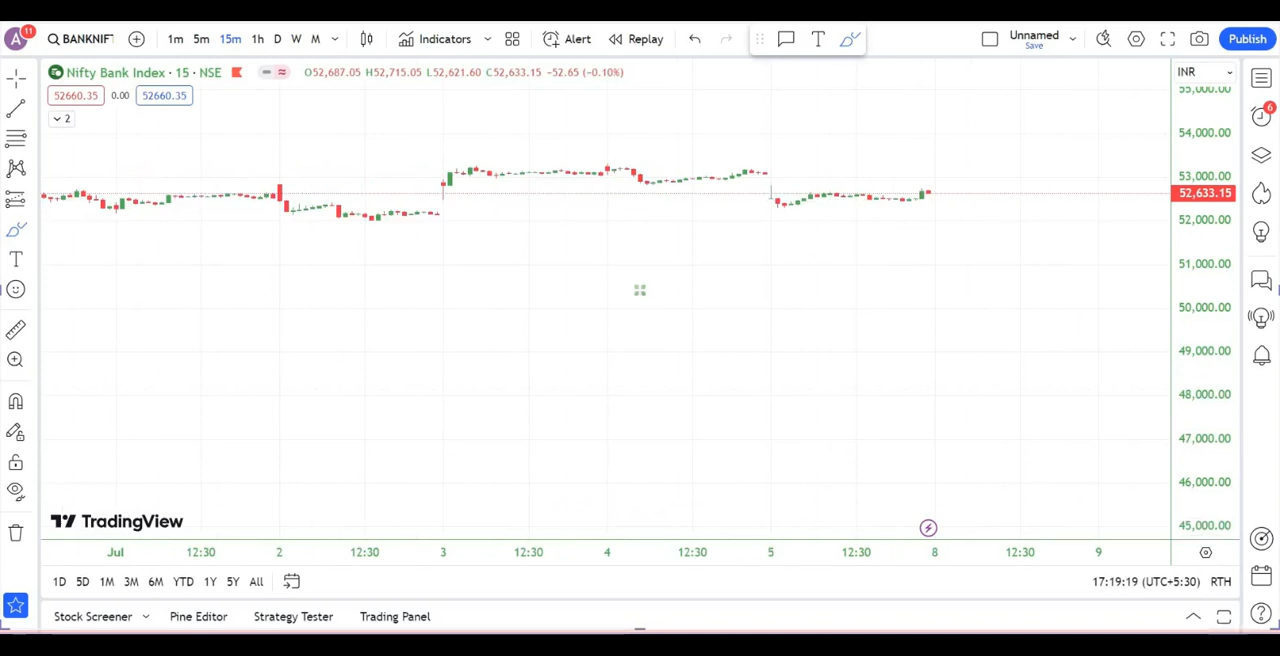 A 11 BANKNIFT 1m 5m 15m 1h D W M Indicators Alert Replay T Unnamed Save Publish
Nifty Bank Index · 15 · NSE O52,687.05 H52,715.05 L52,621.60 C52,633.15 -52.65 (-0.10%) INR
52660.35 0.00 52660.35
2
55,000.00
6
54,000.00
53,000.00
52,633.15
52,000.00
T
51,000.00
50,000.00
49,000.00
48,000.00
47,000.00
46,000.00
45,000.00
TradingView
Jul 12:30 2 12:30 3 12:30 4 12:30 5 12:30 8 12:30 9
1D 5D 1M 3M 6M YTD 1Y 5Y All 17:19:19 (UTC+5:30) RTH
Stock Screener Pine Editor Strategy Tester Trading Panel